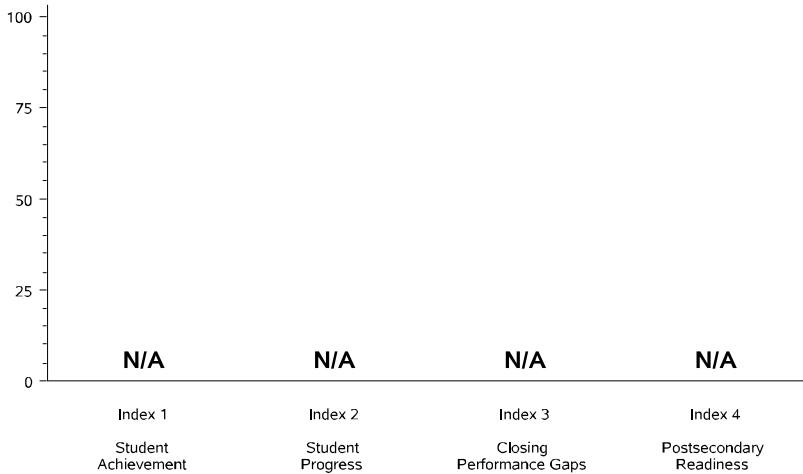 100
75
50
25
0
N/A N/A N/A N/A
Index 1 Index 2 Index 3 Index 4
Student Student Closing Postsecondary
Achievement Progress Performance Gaps Readiness